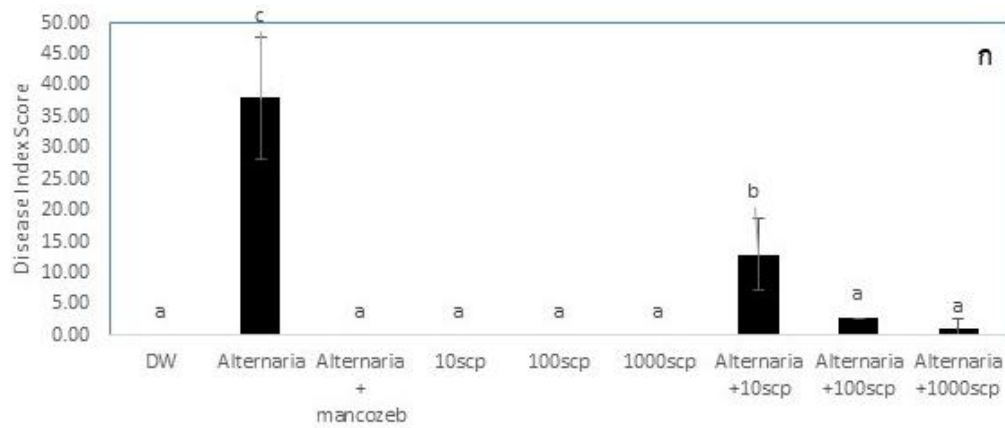 50.00
45.00
40.00
35.00
30.00
25.00
20.00
15.00
10.00
5.00
0.00
Disease Index Score
ก
a
c
a
a
a
a
b
a
a
DW
Alternaria
Alternaria
+
mancozeb
10scp
100scp
1000scp
Alternaria
+10scp
Alternaria
+100scp
Alternaria
+1000scp